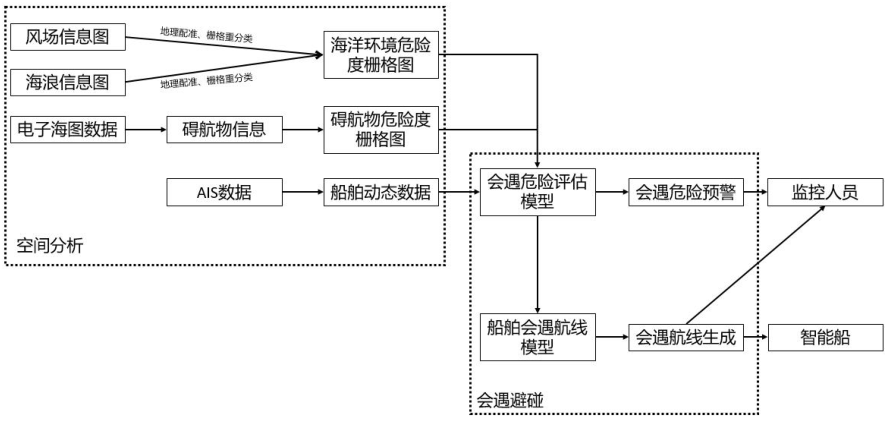 风场信息图
地理配准、栅格重分类
海洋环境危险
度栅格图
海浪信息图
地理配准、栅格重分类
电子海图数据
碍航物信息
碍航物危险度
栅格图
AIS数据
船舶动态数据
会遇危险评估
模型
会遇危险预警
监控人员
空间分析
船舶会遇航线
模型
会遇航线生成
智能船
会遇避碰